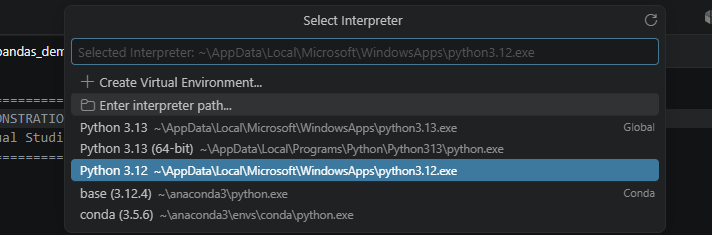 Select Interpreter
pandas_dem
Selected Interpreter: ~\AppData\Local\Microsoft\WindowsApps\python3.12.exe
Create Virtual Environment...
==========
Enter interpreter path...
ONSTRATION
Python 3.13 ~\AppData\Local\Microsoft\WindowsApps\python3.13.exe Global
ual Studi
Python 3.13 (64-bit) ~\AppData\Local\Programs\Python\Python313\python.exe
==========
Python 3.12 ~\AppData\Local\Microsoft\WindowsApps\python3.12.exe
base (3.12.4) ~\anaconda3\python.exe Conda
conda (3.5.6) ~\anaconda3\envs\conda\python.exe